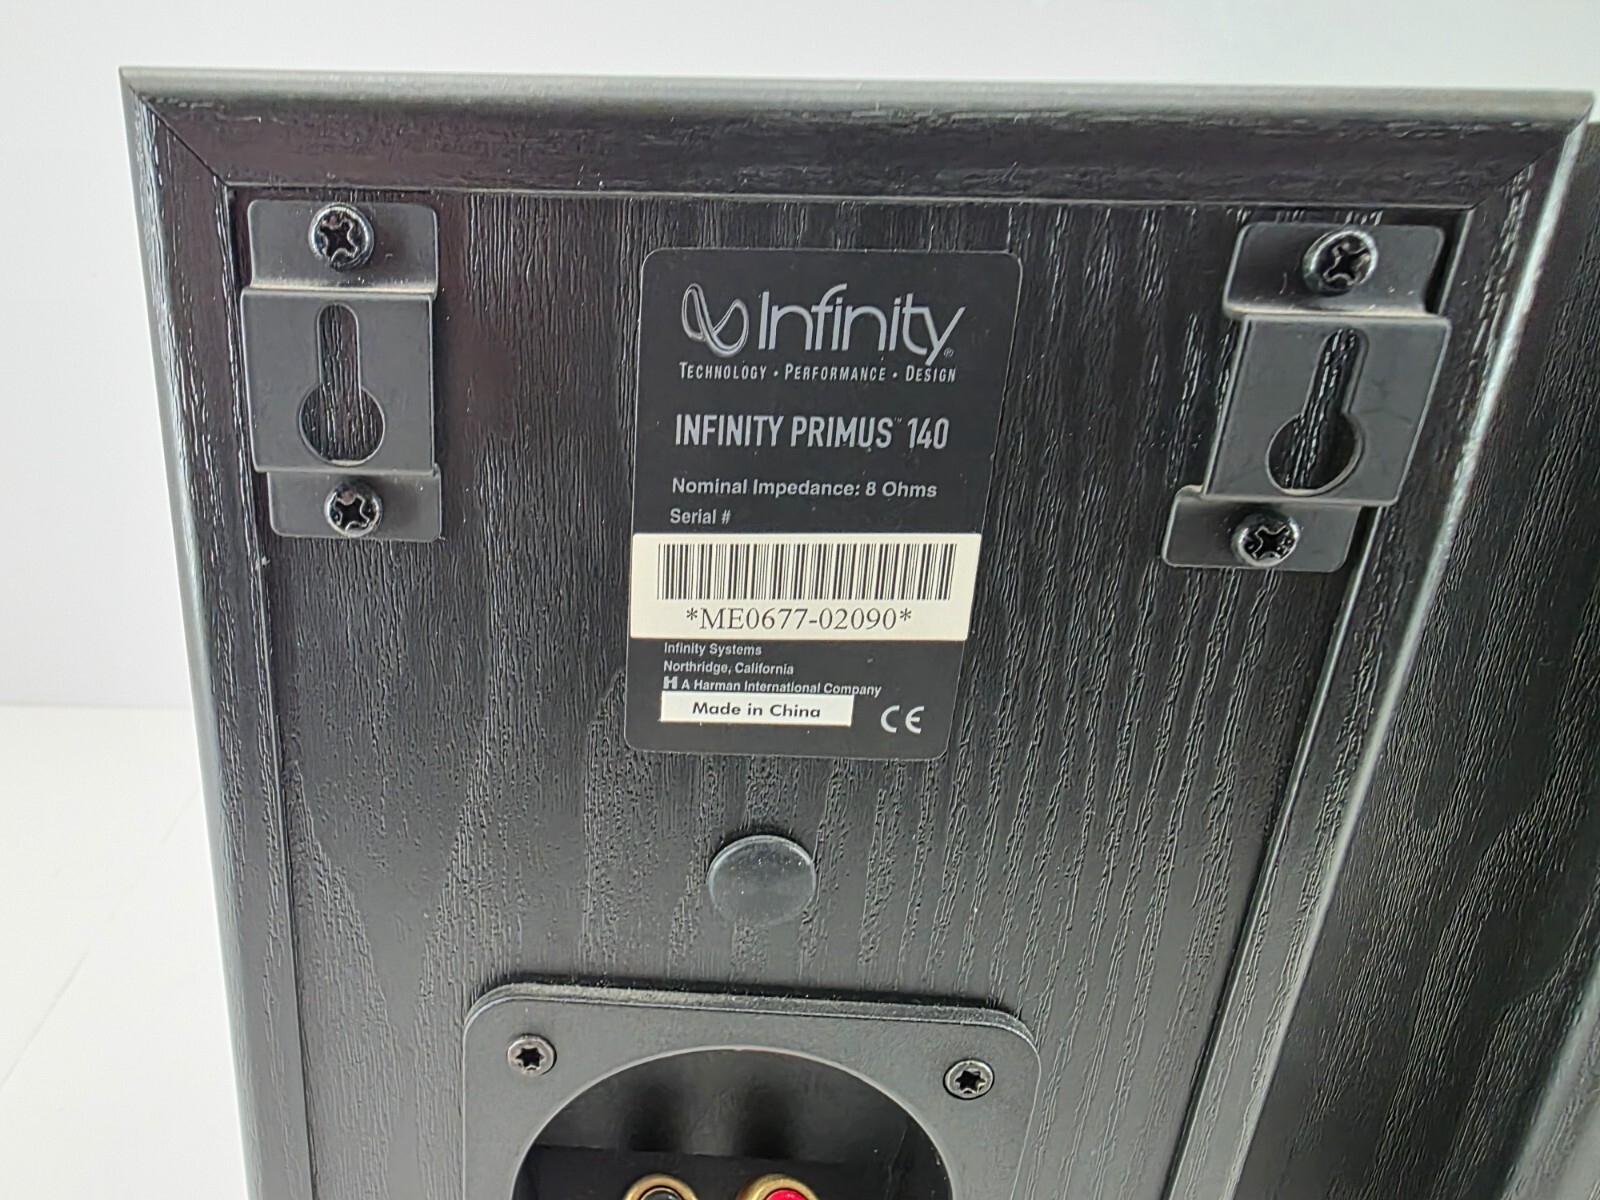 Infinity®
TECHNOLOGY • PERFORMANCE • DESIGN
INFINITY PRIMUS™ 140
Nominal Impedance: 8 Ohms
Serial #
*ME0677-02090*
Infinity Systems
Northridge, California
H A Harman International Company
Made in China
CE